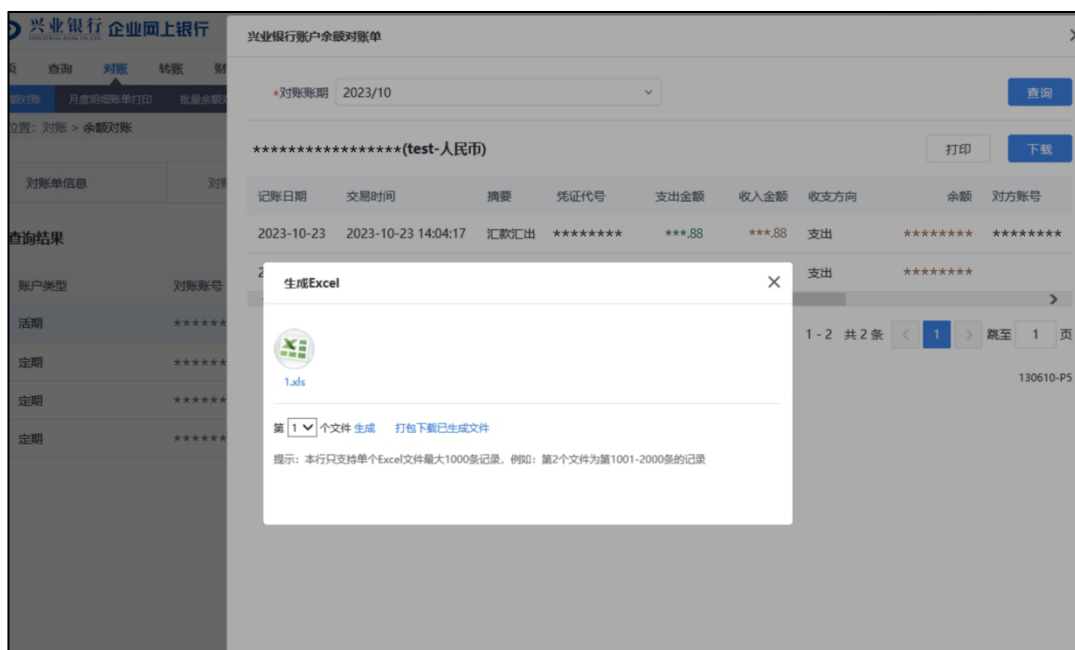 兴业银行 企业网上银行
INDUSTRIAL BANK CO.,LTD.
查询 对账 转账
月度明细账单打印
对账 > 余额对账
对账单信息
查询结果
账户类型 对账账号
活期 ******
定期 ******
定期 ******
定期 ******
兴业银行账户余额对账单
*对账账期 2023/10
查询
*****************(test-人民币)
打印 下载
记账日期 交易时间 摘要 凭证代号 支出金额 收入金额 收支方向 余额 对方账号
2023-10-23 2023-10-23 14:04:17 汇款汇出 ******** ***.88 ***.88 支出 ******** ********
支出 ********
1-2 共2条 < 1 > 跳至 1 页
130610-P5
生成Excel
1.xls
第 1 个文件 生成 打包下载已生成文件
提示：本行只支持单个Excel文件最大1000条记录，例如：第2个文件为第1001-2000条的记录